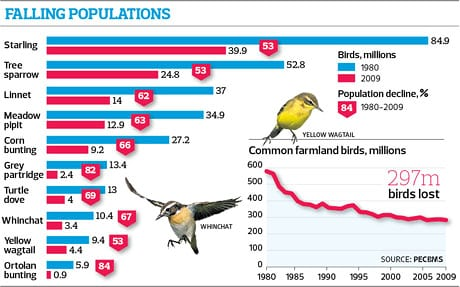 FALLING POPULATIONS
Starling
84.9
39.9
53
Tree
sparrow
52.8
24.8
53
Linnet
37
14
62
Meadow
pipit
34.9
12.9
63
Corn
bunting
27.2
9.2
66
Grey
partridge
13.4
2.4
82
Turtle
dove
13
4
69
Whinchat
10.4
3.4
67
Yellow
wagtail
9.4
4.4
53
Ortolan
bunting
5.9
0.9
84
WHINCHAT
Birds, millions
1980
2009
Population decline, %
84 1980–2009
YELLOW WAGTAIL
Common farmland birds, millions
600
500
400
300
200
100
0
297m
birds lost
SOURCE: PECBMS
1980 1985 1990 1995 2000 2005 2009